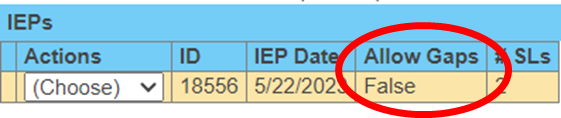 IEPs
Actions ID IEP Date Allow Gaps # SLs
(Choose) 18556 5/22/2023 False 2